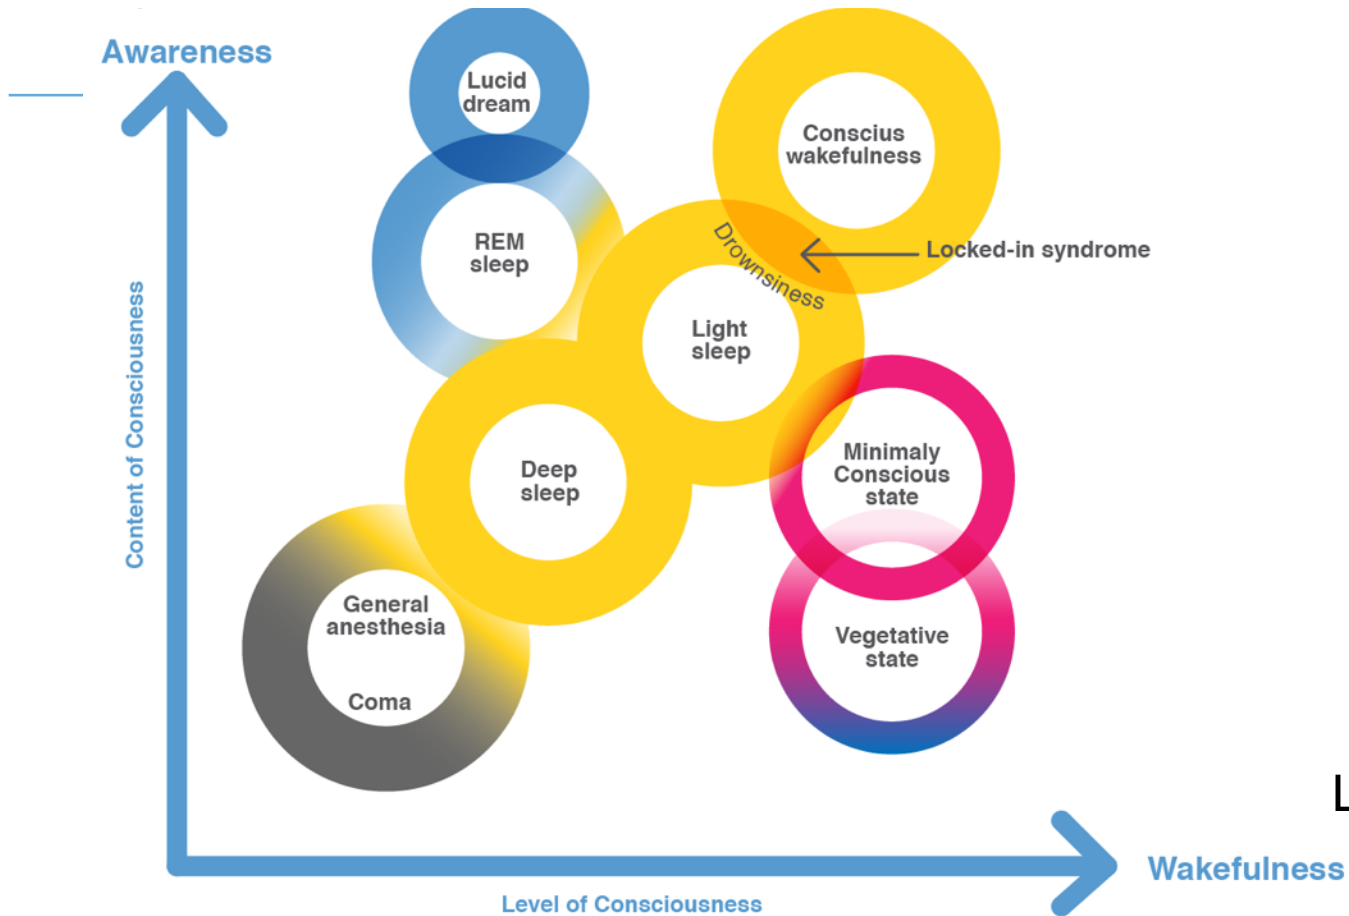 Awareness
Lucid
dream
Conscius
wakefulness
REM
sleep
Drownsiness
Locked-in syndrome
Light
sleep
Content of Consciousness
Minimaly
Conscious
state
Deep
sleep
General
anesthesia
Coma
Vegetative
state
L
Wakefulness
Level of Consciousness